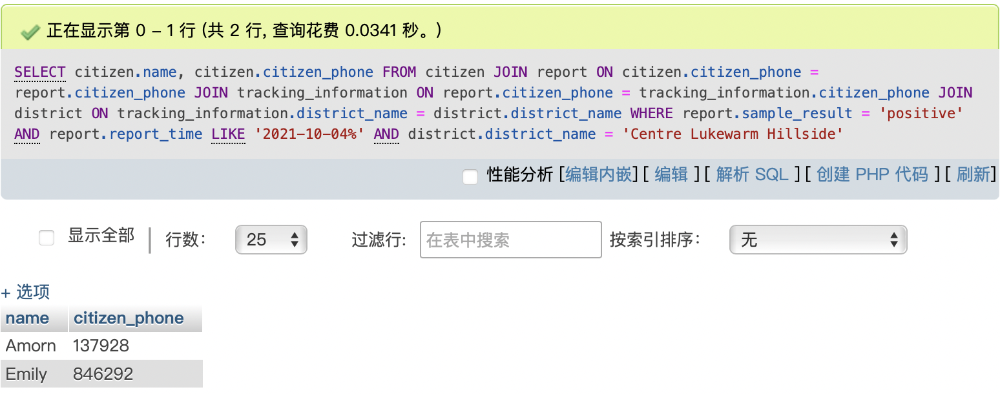 正在显示第 0 - 1 行 (共 2 行, 查询花费 0.0341 秒。)
SELECT citizen.name, citizen.citizen_phone FROM citizen JOIN report ON citizen.citizen_phone =
report.citizen_phone JOIN tracking_information ON report.citizen_phone = tracking_information.citizen_phone JOIN
district ON tracking_information.district_name = district.district_name WHERE report.sample_result = 'positive'
AND report.report_time LIKE '2021-10-04%' AND district.district_name = 'Centre Lukewarm Hillside'
性能分析 [编辑内嵌] [ 编辑 ] [ 解析 SQL ] [ 创建 PHP 代码 ] [ 刷新]
显示全部 | 行数： 25 过滤行: 在表中搜索 按索引排序： 无
+ 选项
name citizen_phone
Amorn 137928
Emily 846292